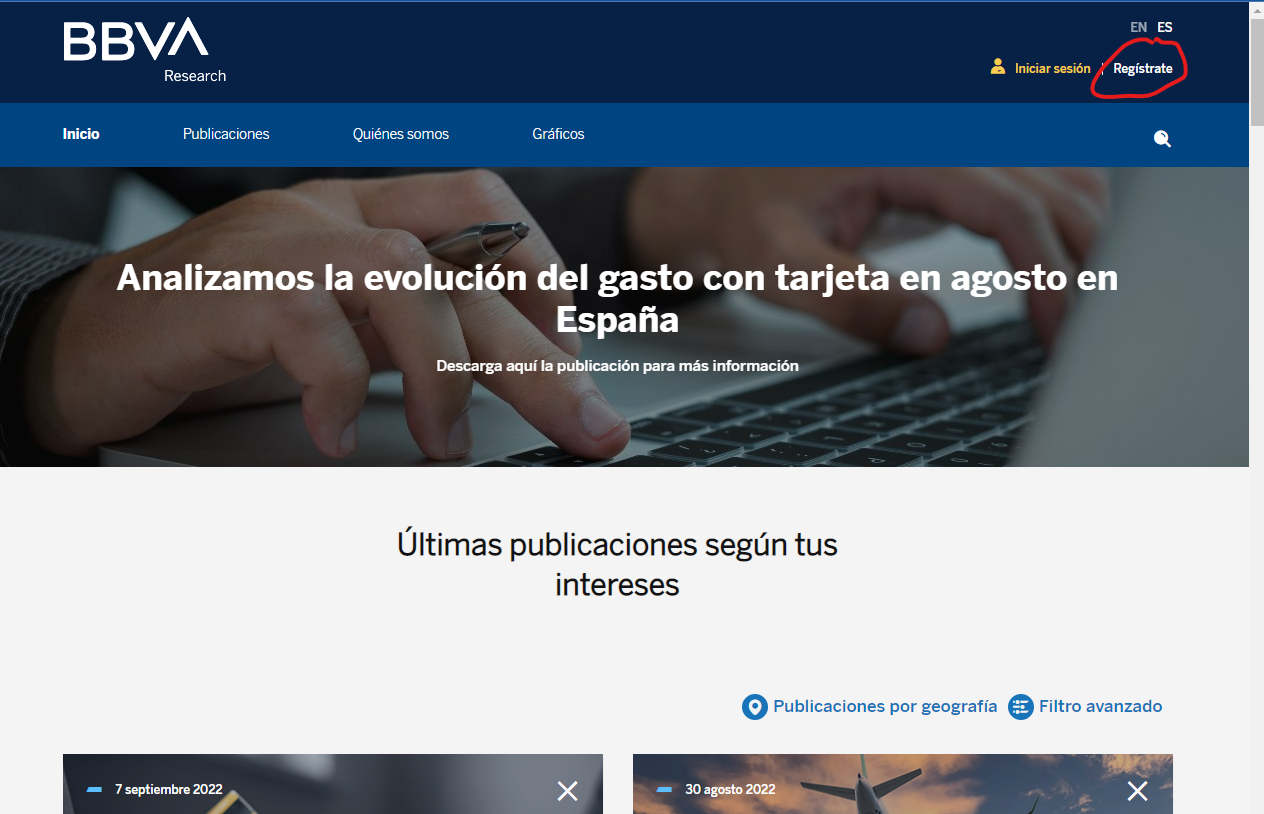 BBVA
Research
EN ES
Iniciar sesión | Regístrate
Inicio Publicaciones Quiénes somos Gráficos
Analizamos la evolución del gasto con tarjeta en agosto en
España
Descarga aquí la publicación para más información
Últimas publicaciones según tus
intereses
Publicaciones por geografía Filtro avanzado
7 septiembre 2022
30 agosto 2022